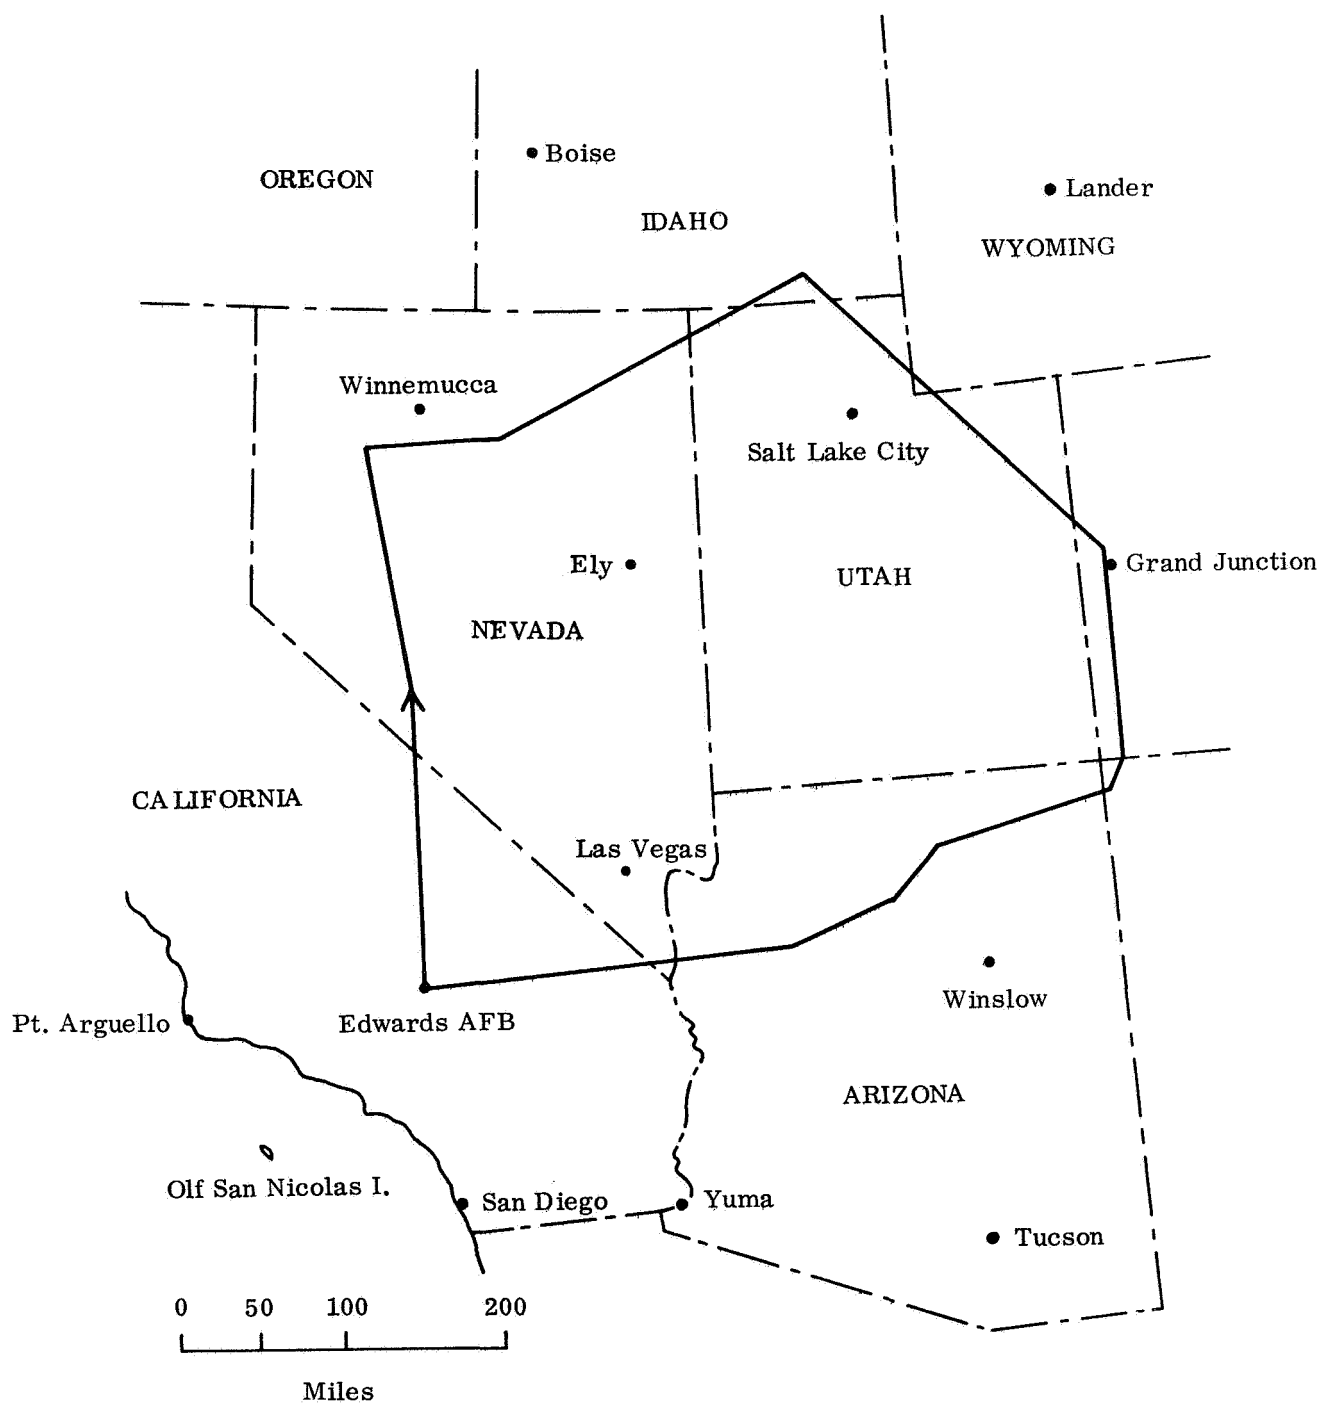 Boise
OREGON
Lander
IDAHO
WYOMING
Winnemucca
Salt Lake City
Ely
Grand Junction
UTAH
NEVADA
CALIFORNIA
Las Vegas
Winslow
Pt. Arguello
Edwards AFB
ARIZONA
Olf San Nicolas I.
San Diego
Yuma
Tucson
0 50 100 200
Miles